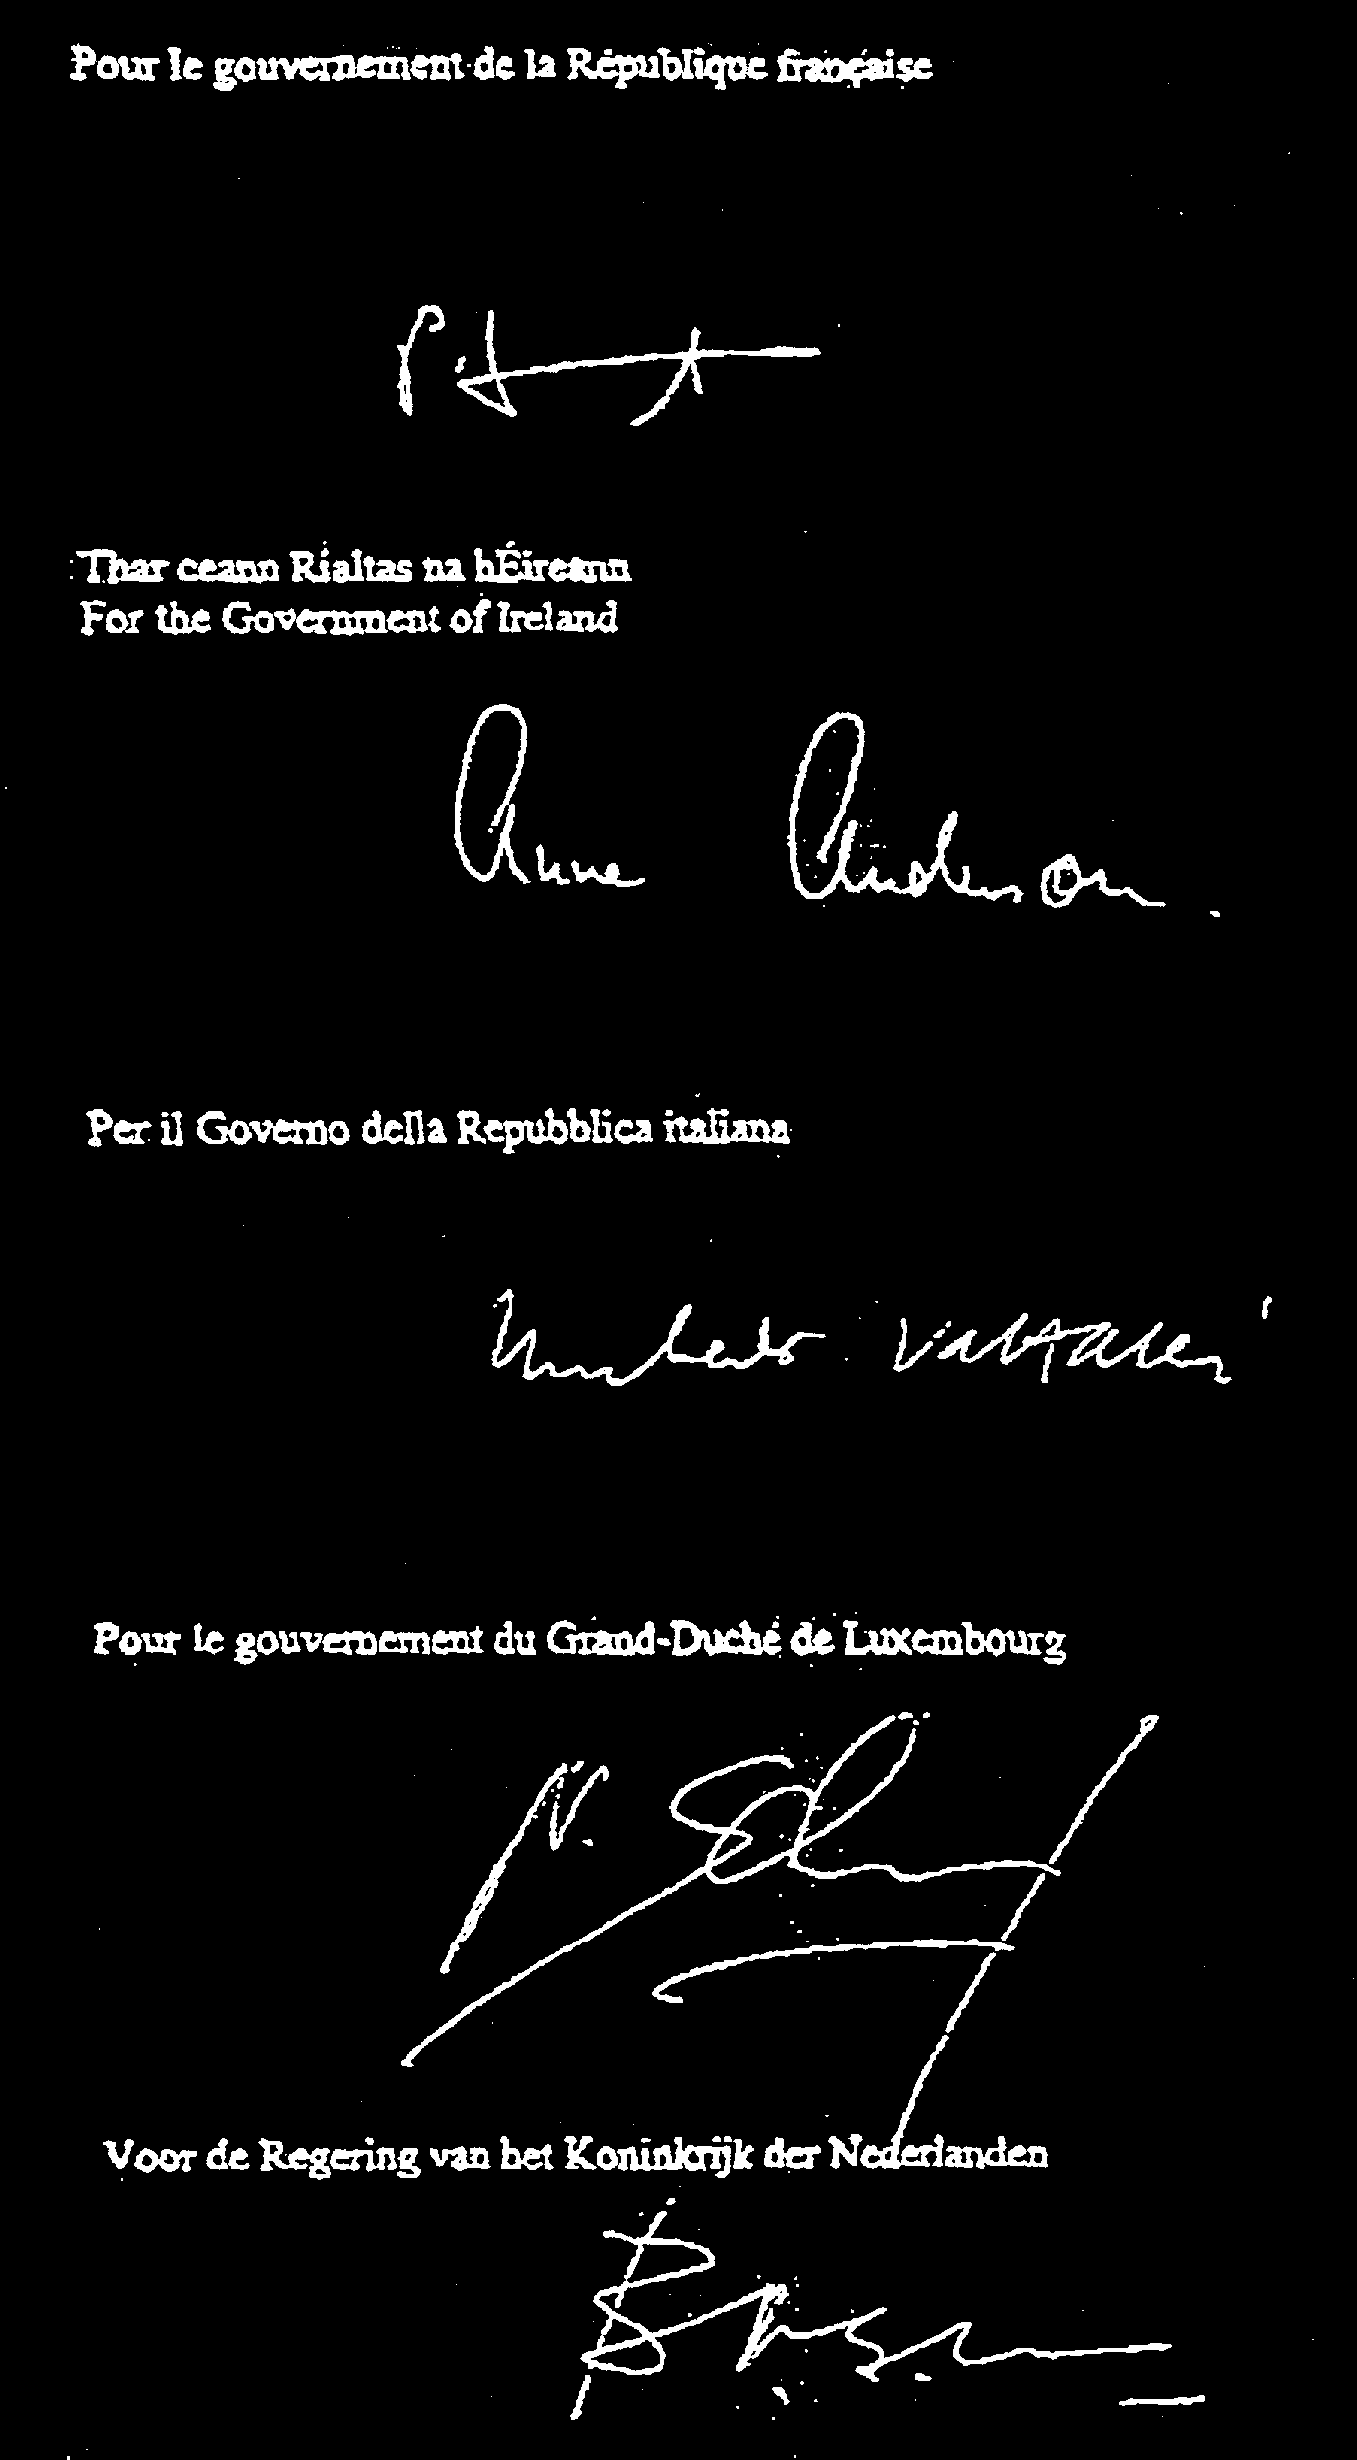 Pour le gouvernement de la République française
Thar ceann Rialtas na hÉireann
For the Government of Ireland
Anne Anderson.
Per il Governo della Repubblica italiana
Umberto Vattani
Pour le gouvernement du Grand-Duché de Luxembourg
Voor de Regering van het Koninkrijk der Nederlanden